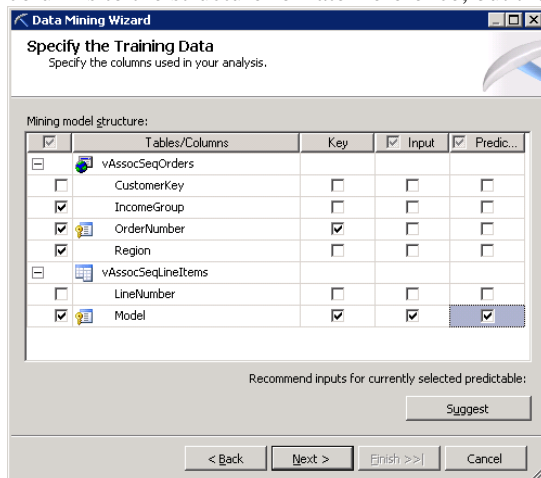 Data Mining Wizard
Specify the Training Data
Specify the columns used in your analysis.
Mining model structure:
Tables/Columns Key Input Predic...
vAssocSeqOrders
CustomerKey
IncomeGroup
OrderNumber
Region
vAssocSeqLineItems
LineNumber
Model
Recommend inputs for currently selected predictable:
Suggest
< Back Next > Finish >>| Cancel